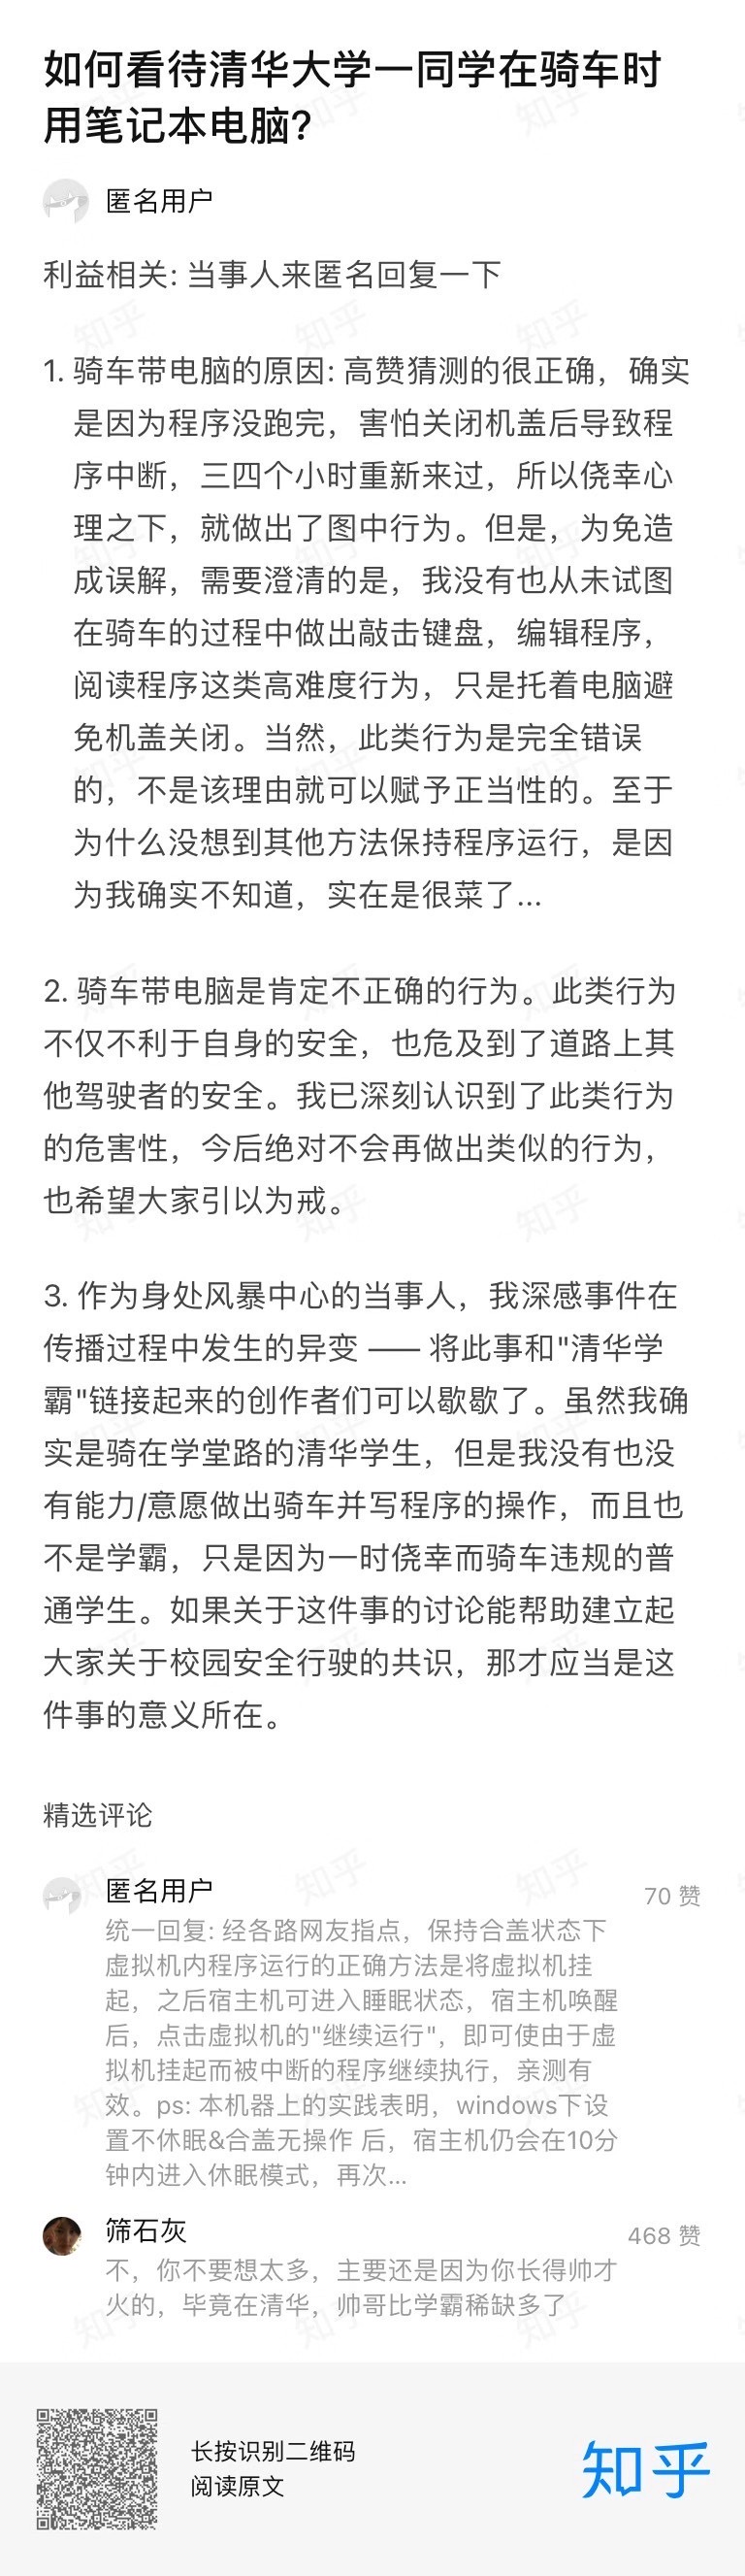 如何看待清华大学一同学在骑车时
用笔记本电脑?
匿名用户
利益相关: 当事人来匿名回复一下
1. 骑车带电脑的原因: 高赞猜测的很正确，确实
是因为程序没跑完，害怕关闭机盖后导致程
序中断，三四个小时重新来过，所以侥幸心
理之下，就做出了图中行为。但是，为免造
成误解，需要澄清的是，我没有也从未试图
在骑车的过程中做出敲击键盘，编辑程序，
阅读程序这类高难度行为，只是托着电脑避
免机盖关闭。当然，此类行为是完全错误
的，不是该理由就可以赋予正当性的。至于
为什么没想到其他方法保持程序运行，是因
为我确实不知道，实在是很菜了...
2. 骑车带电脑是肯定不正确的行为。此类行为
不仅不利于自身的安全，也危及到了道路上其
他驾驶者的安全。我已深刻认识到了此类行为
的危害性，今后绝对不会再做出类似的行为，
也希望大家引以为戒。
3. 作为身处风暴中心的当事人，我深感事件在
传播过程中发生的异变 —— 将此事和"清华学
霸"链接起来的创作者们可以歇歇了。虽然我确
实是骑在学堂路的清华学生，但是我没有也没
有能力/意愿做出骑车并写程序的操作，而且也
不是学霸，只是因为一时侥幸而骑车违规的普
通学生。如果关于这件事的讨论能帮助建立起
大家关于校园安全行驶的共识，那才应当是这
件事的意义所在。
精选评论
匿名用户 70 赞
统一回复: 经各路网友指点，保持合盖状态下
虚拟机内程序运行的正确方法是将虚拟机挂
起，之后宿主机可进入睡眠状态，宿主机唤醒
后，点击虚拟机的"继续运行"，即可使由于虚
拟机挂起而被中断的程序继续执行，亲测有
效。ps: 本机器上的实践表明，windows下设
置不休眠&合盖无操作 后，宿主机仍会在10分
钟内进入休眠模式，再次...
筛石灰 468 赞
不，你不要想太多，主要还是因为你长得帅才
火的，毕竟在清华，帅哥比学霸稀缺多了
长按识别二维码
阅读原文
知乎